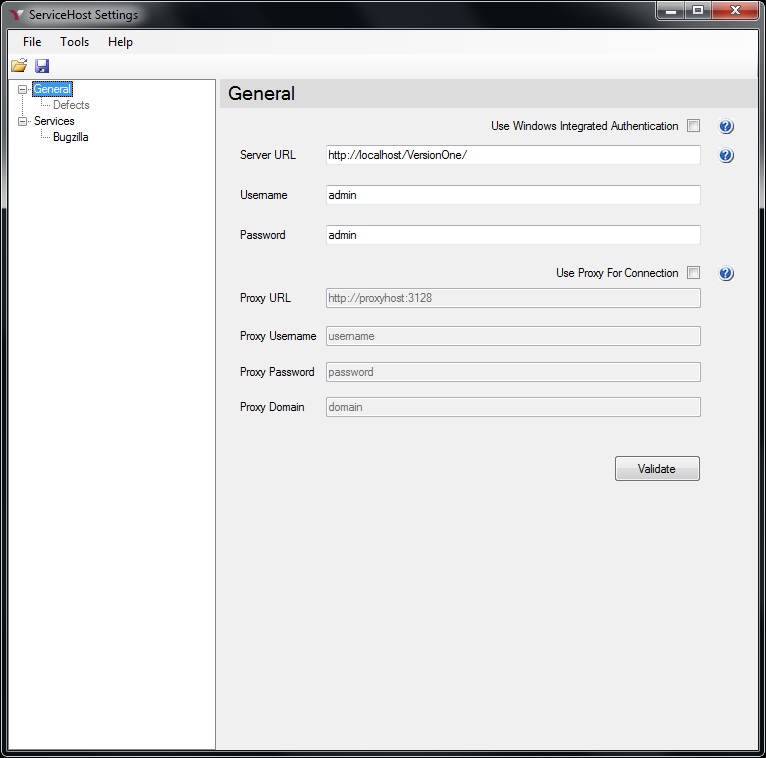 ServiceHost Settings
File Tools Help
General
Defects
Services
Bugzilla
General
Use Windows Integrated Authentication
Server URL http://localhost/VersionOne/
Username admin
Password admin
Use Proxy For Connection
Proxy URL http://proxyhost:3128
Proxy Username username
Proxy Password password
Proxy Domain domain
Validate